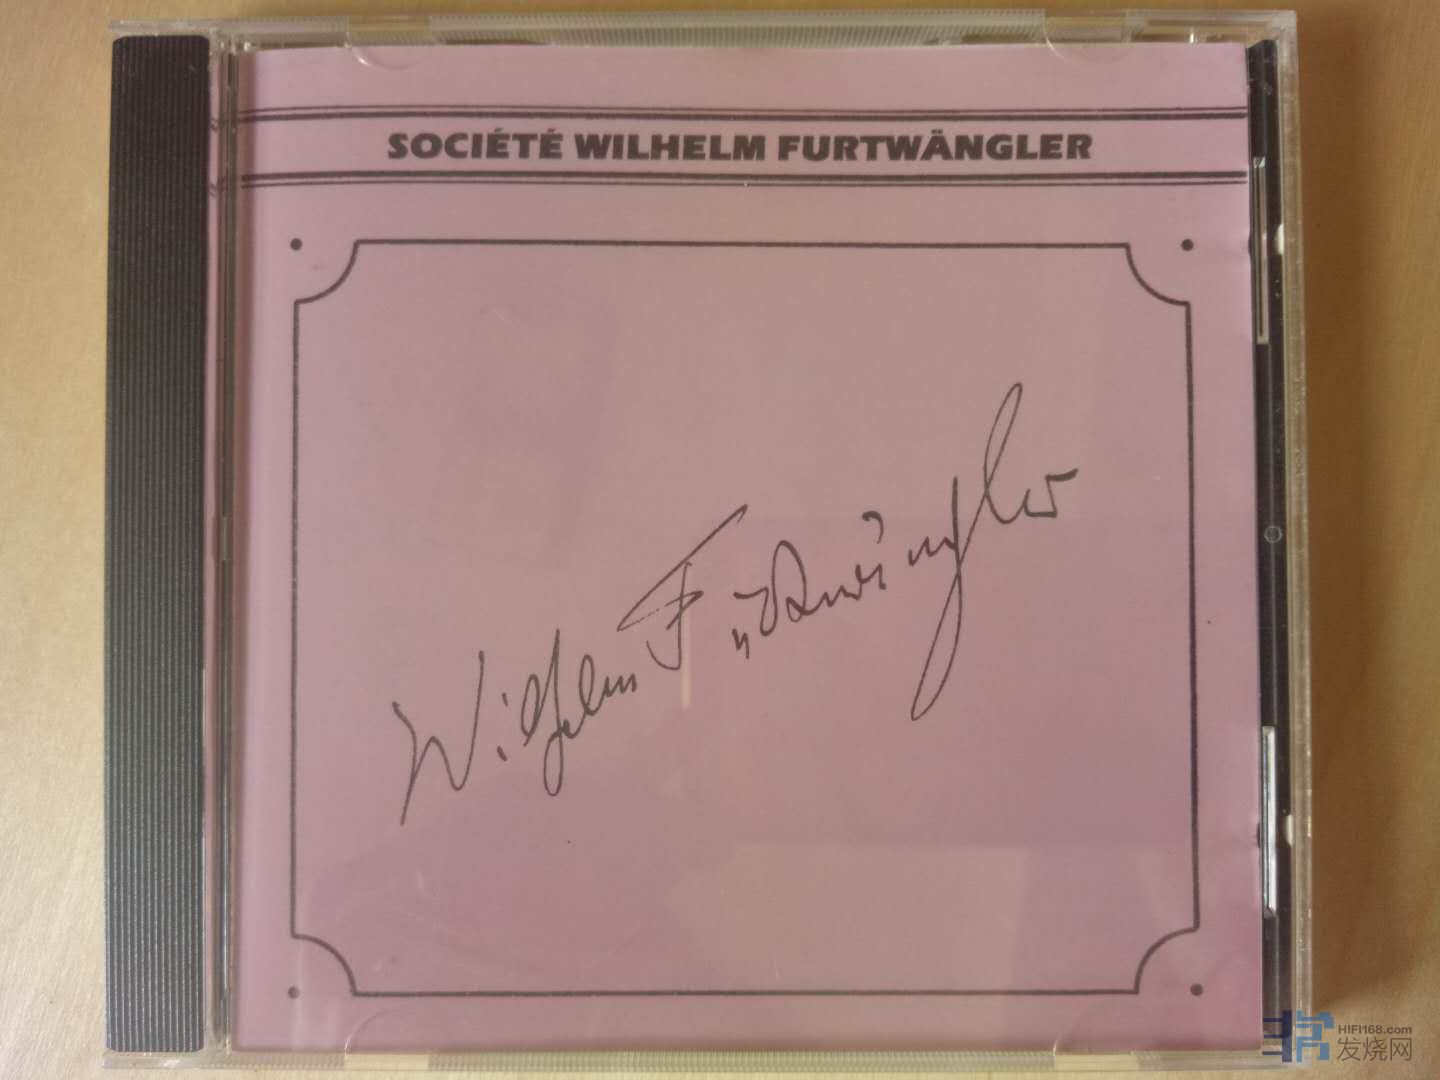 SOCIÉTÉ WILHELM FURTWÄNGLER
Wilhelm Furtwängler
HIFI168.com
发烧网